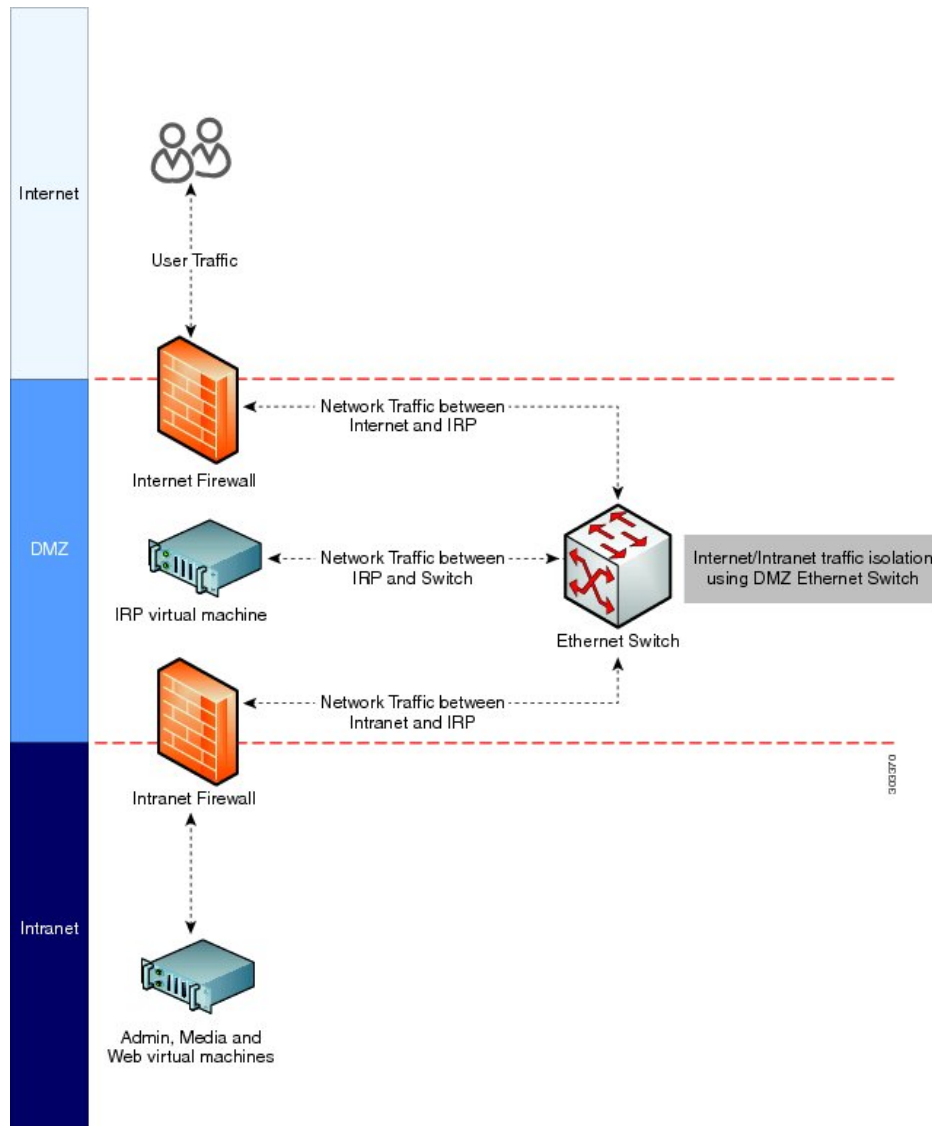 Internet
User Traffic
Network Traffic between
Internet and IRP
Internet Firewall
DMZ
Network Traffic between
IRP and Switch
Internet/Intranet traffic isolation
using DMZ Ethernet Switch
IRP virtual machine
Ethernet Switch
Network Traffic between
Intranet and IRP
Intranet Firewall
303370
Intranet
Admin, Media and
Web virtual machines